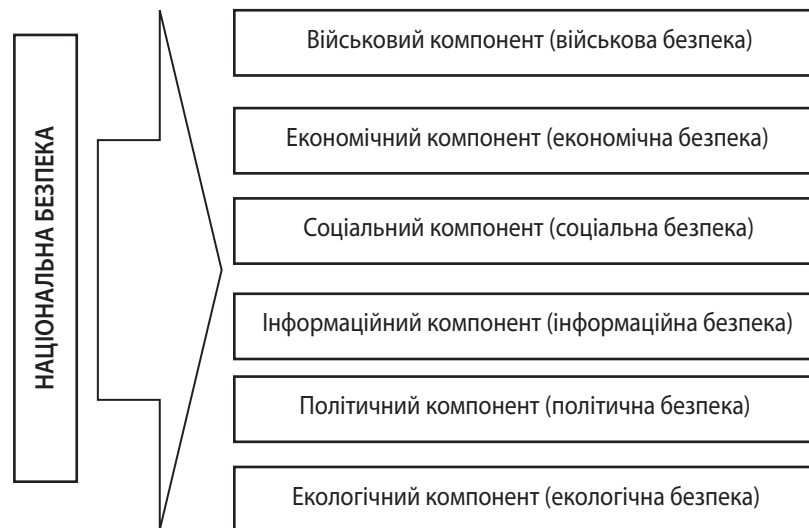 НАЦІОНАЛЬНА БЕЗПЕКА
Військовий компонент (військова безпека)
Економічний компонент (економічна безпека)
Соціальний компонент (соціальна безпека)
Інформаційний компонент (інформаційна безпека)
Політичний компонент (політична безпека)
Екологічний компонент (екологічна безпека)